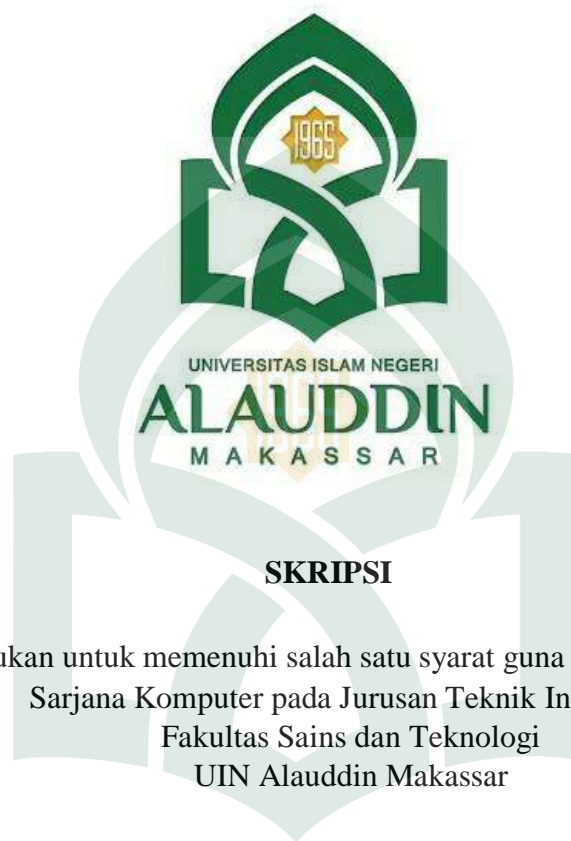 1965
UNIVERSITAS ISLAM NEGERI
ALAUDDIN
MAKASSAR
SKRIPSI
ukan untuk memenuhi salah satu syarat guna
Sarjana Komputer pada Jurusan Teknik In
Fakultas Sains dan Teknologi
UIN Alauddin Makassar